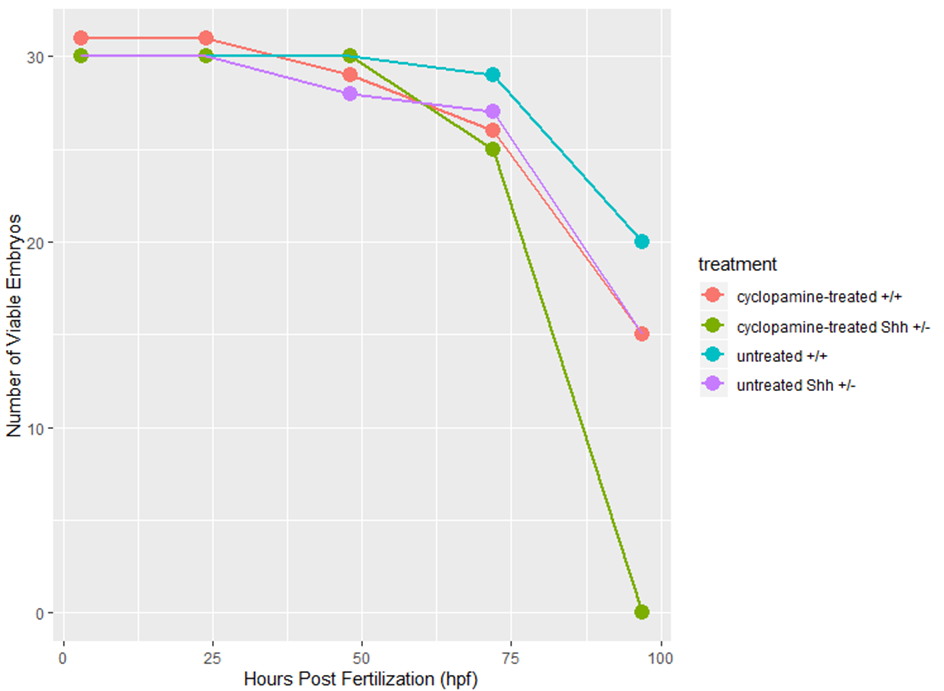 Number of Viable Embryos
30
20
10
0
0 25 50 75 100
Hours Post Fertilization (hpf)
treatment
cyclopamine-treated +/+
cyclopamine-treated Shh +/-
untreated +/+
untreated Shh +/-